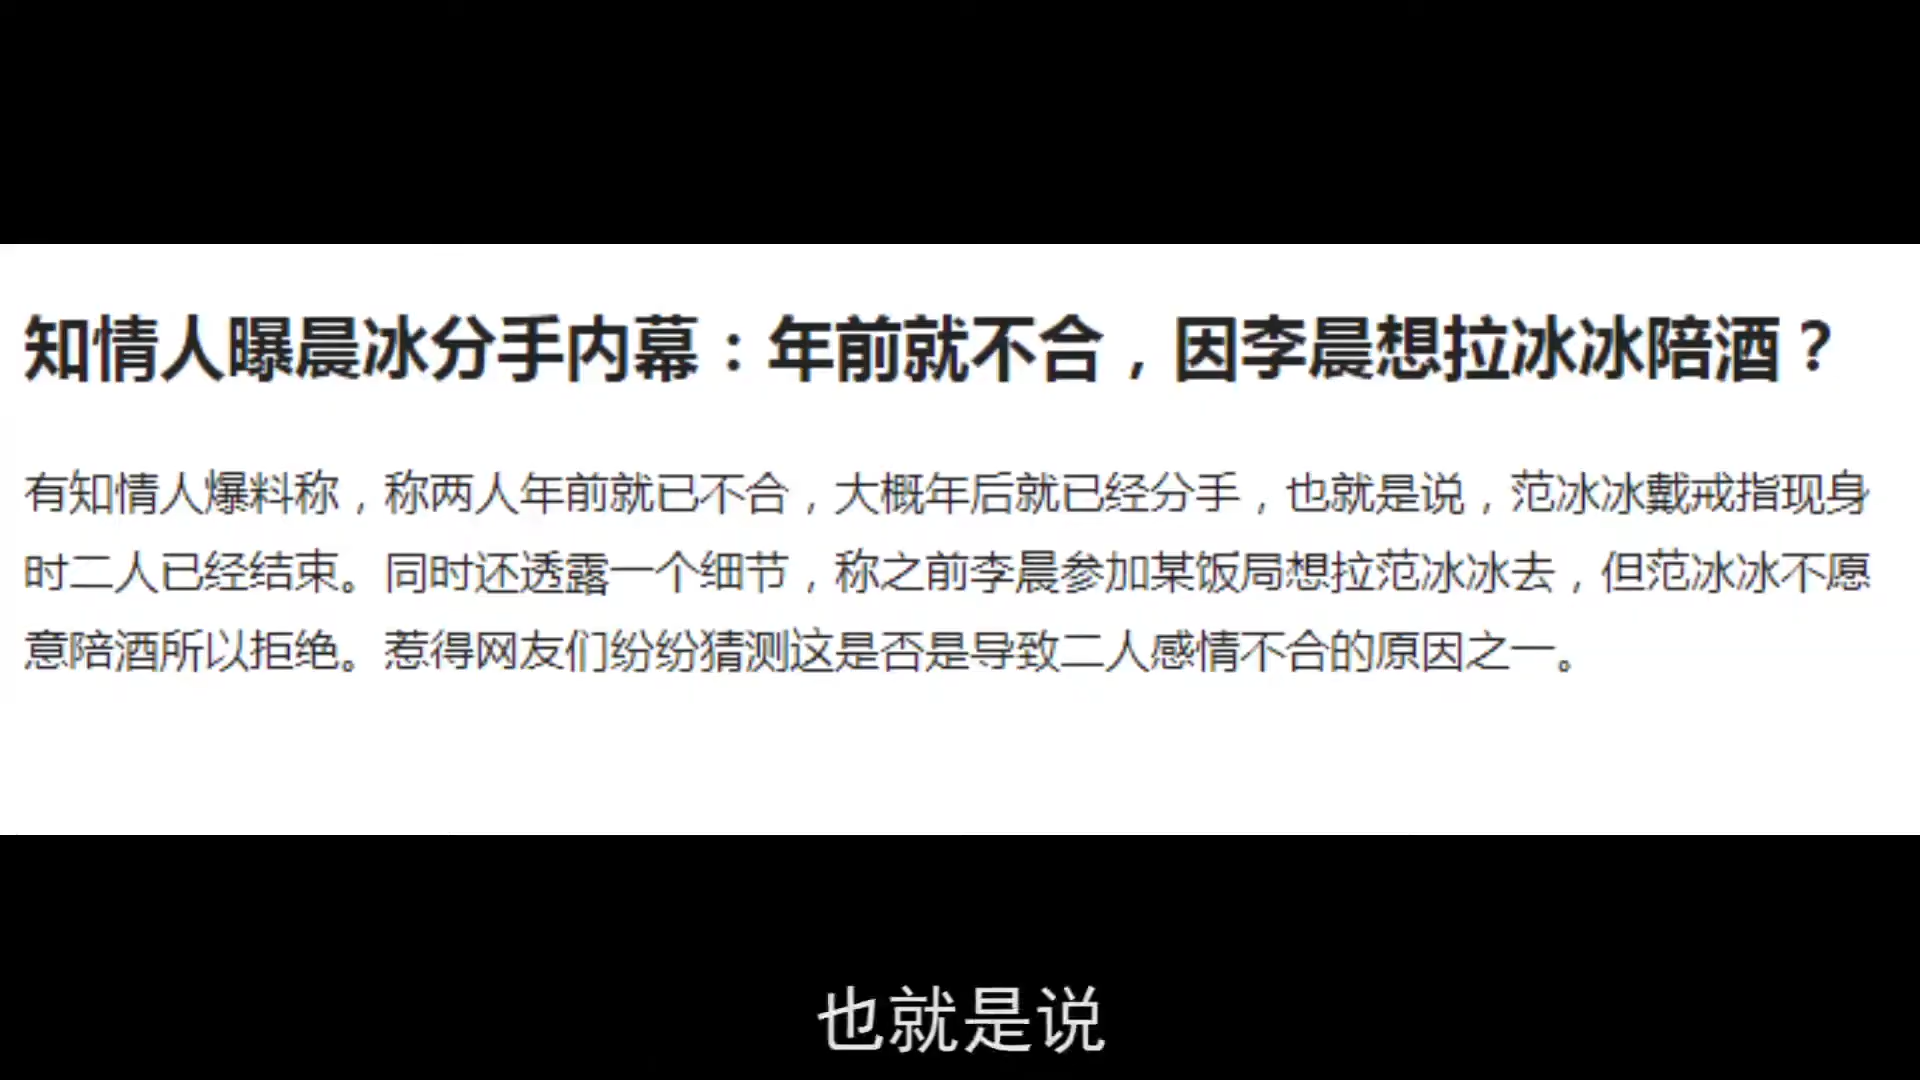 知情人曝晨冰分手内幕：年前就不合，因李晨想拉冰冰陪酒？
有知情人爆料称，称两人年前就已不合，大概年后就已经分手，也就是说，范冰冰戴戒指现身
时二人已经结束。同时还透露一个细节，称之前李晨参加某饭局想拉范冰冰去，但范冰冰不愿
意陪酒所以拒绝。惹得网友们纷纷猜测这是否是导致二人感情不合的原因之一。
也就是说